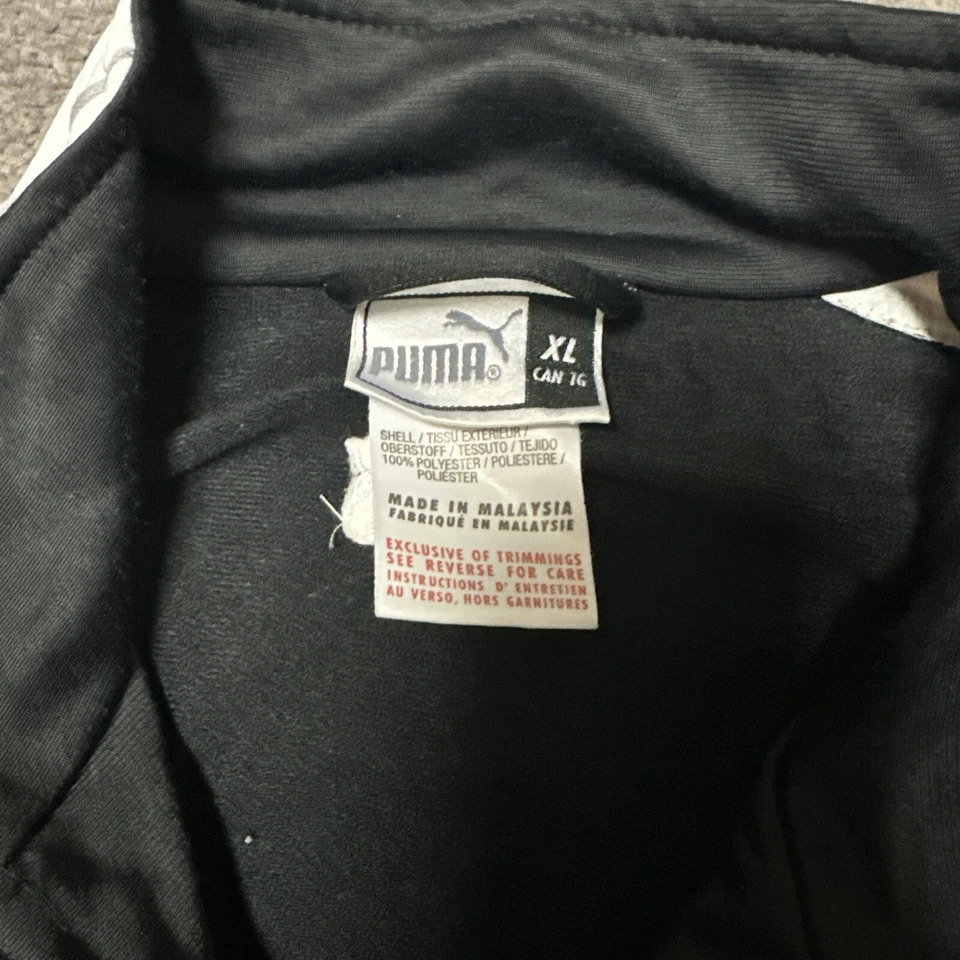 PUMA®
XL
CAN TG
SHELL / TISSU EXTERIEUR /
OBERSTOFF / TESSUTO / TEJIDO
100% POLYESTER / POLIESTERE /
POLIÉSTER
MADE IN MALAYSIA
FABRIQUÉ EN MALAYSIE
EXCLUSIVE OF TRIMMINGS
SEE REVERSE FOR CARE
INSTRUCTIONS D' ENTRETIEN
AU VERSO, HORS GARNITURES